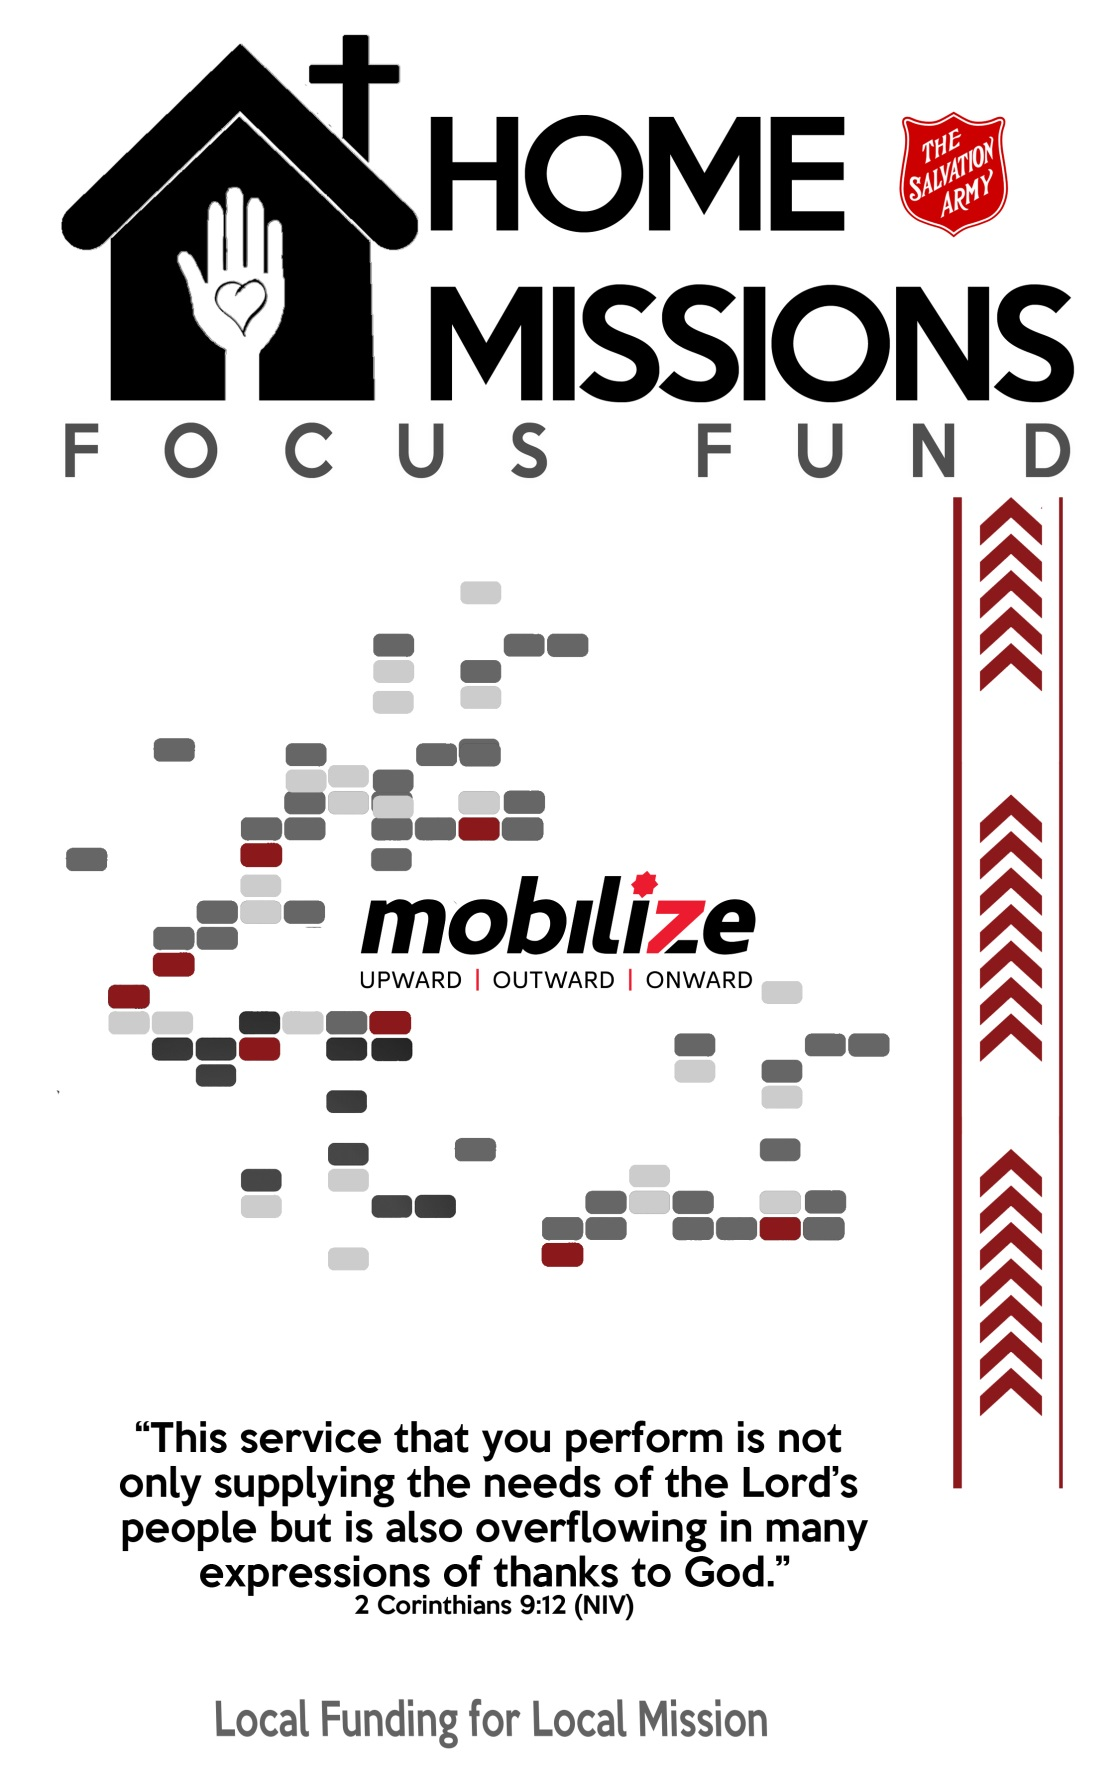 HOME
THE
SALVATION
ARMY
MISSIONS
FOCUS FUND
mobilize
UPWARD | OUTWARD | ONWARD
“This service that you perform is not
only supplying the needs of the Lord’s
people but is also overflowing in many
expressions of thanks to God.”
2 Corinthians 9:12 (NIV)
Local Funding for Local Mission